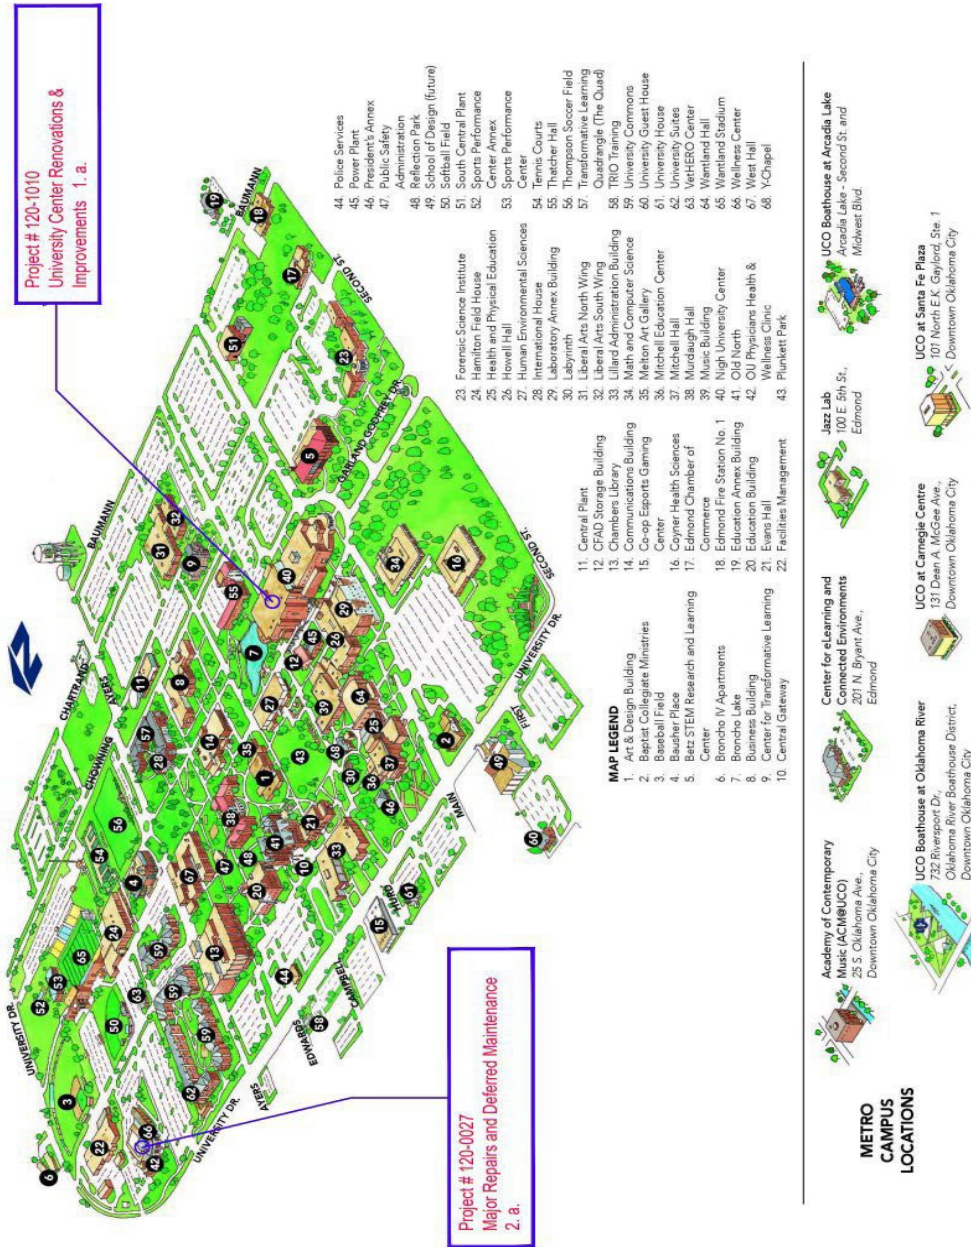 Project # 120-1010
University Center Renovations &
Improvements  1. a.
Project # 120-0027
Major Repairs and Deferred Maintenance
2. a.
UNIVERSITY DR.
CHOWNING
CHARTRAND
AYERS
BAUMANN
BAUMANN
SECOND ST.
GARLAND GODFREY DR.
SECOND ST.
UNIVERSITY DR.
FIRST
MAIN
HURD
CAMPBELL
EDWARDS
AYERS
UNIVERSITY DR.
MAP LEGEND
1. Art & Design Building
2. Baptist Collegiate Ministries
3. Baseball Field
4. Bausher Place
5. Betz STEM Research and Learning
Center
6. Broncho IV Apartments
7. Broncho Lake
8. Business Building
9. Center for Transformative Learning
10. Central Gateway
11. Central Plant
12. CFAD Storage Building
13. Chambers Library
14. Communications Building
15. Co-op Esports Gaming
Center
16. Coyner Health Sciences
17. Edmond Chamber of
Commerce
18. Edmond Fire Station No. 1
19. Education Annex Building
20. Education Building
21. Evans Hall
22. Facilities Management
23. Forensic Science Institute
24. Hamilton Field House
25. Health and Physical Education
26. Howell Hall
27. Human Environmental Sciences
28. International House
29. Laboratory Annex Building
30. Labyrinth
31. Liberal Arts North Wing
32. Liberal Arts South Wing
33. Lillard Administration Building
34. Math and Computer Science
35. Melton Art Gallery
36. Mitchell Education Center
37. Mitchell Hall
38. Murdaugh Hall
39. Music Building
40. Nigh University Center
41. Old North
42. OU Physicians Health &
Wellness Clinic
43. Plunkett Park
44. Police Services
45. Power Plant
46. President's Annex
47. Public Safety
Administration
48. Reflection Park
49. School of Design (future)
50. Softball Field
51. South Central Plant
52. Sports Performance
Center Annex
53. Sports Performance
Center
54. Tennis Courts
55. Thatcher Hall
56. Thompson Soccer Field
57. Transformative Learning
Quadrangle (The Quad)
58. TRIO Training
59. University Commons
60. University Guest House
61. University House
62. University Suites
63. VetHERO Center
64. Wantland Hall
65. Wantland Stadium
66. Wellness Center
67. West Hall
68. Y-Chapel
METRO
CAMPUS
LOCATIONS
Academy of Contemporary
Music (ACM@UCO)
25 S. Oklahoma Ave.,
Downtown Oklahoma City
Center for eLearning and
Connected Environments
201 N. Bryant Ave.,
Edmond
Jazz Lab
100 E. 5th St.,
Edmond
UCO Boathouse at Arcadia Lake
Arcadia Lake - Second St. and
Midwest Blvd.
UCO Boathouse at Oklahoma River
732 Riversport Dr.,
Oklahoma River Boathouse District,
Downtown Oklahoma City
UCO at Carnegie Centre
131 Dean A. McGee Ave.,
Downtown Oklahoma City
UCO at Santa Fe Plaza
101 North E.K. Gaylord, Ste. 1
Downtown Oklahoma City